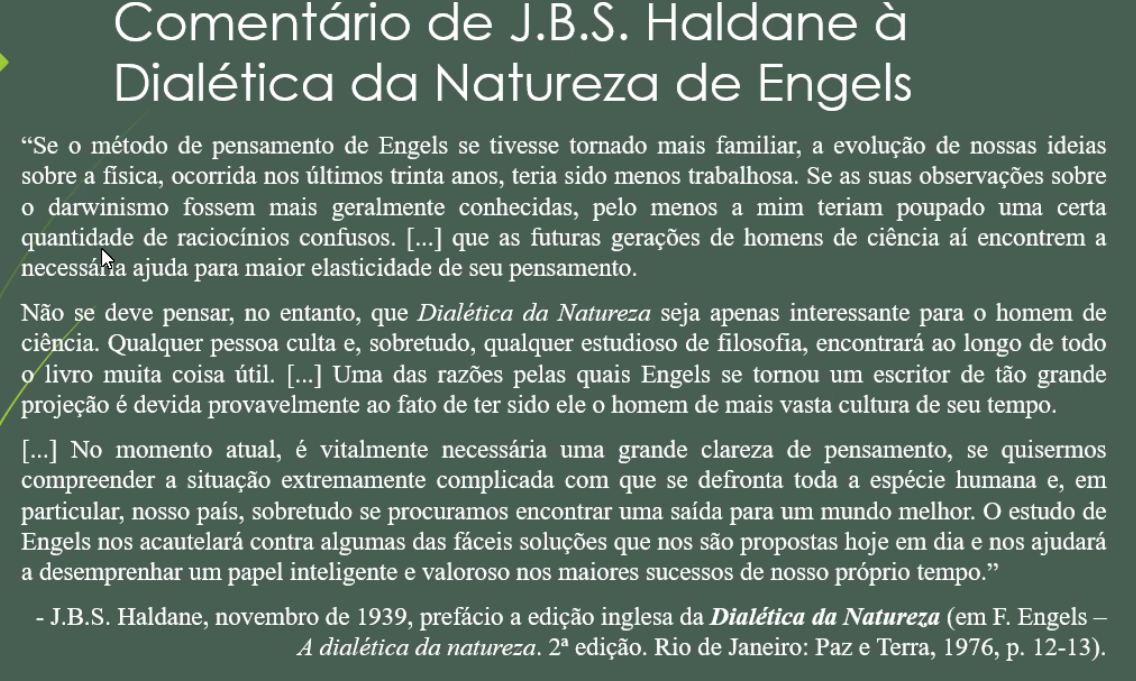 Comentário de J.B.S. Haldane à
Dialética da Natureza de Engels
“Se o método de pensamento de Engels se tivesse tornado mais familiar, a evolução de nossas ideias
sobre a física, ocorrida nos últimos trinta anos, teria sido menos trabalhosa. Se as suas observações sobre
o darwinismo fossem mais geralmente conhecidas, pelo menos a mim teriam poupado uma certa
quantidade de raciocínios confusos. [...] que as futuras gerações de homens de ciência aí encontrem a
necessária ajuda para maior elasticidade de seu pensamento.
Não se deve pensar, no entanto, que Dialética da Natureza seja apenas interessante para o homem de
ciência. Qualquer pessoa culta e, sobretudo, qualquer estudioso de filosofia, encontrará ao longo de todo
o livro muita coisa útil. [...] Uma das razões pelas quais Engels se tornou um escritor de tão grande
projeção é devida provavelmente ao fato de ter sido ele o homem de mais vasta cultura de seu tempo.
[...] No momento atual, é vitalmente necessária uma grande clareza de pensamento, se quisermos
compreender a situação extremamente complicada com que se defronta toda a espécie humana e, em
particular, nosso país, sobretudo se procuramos encontrar uma saída para um mundo melhor. O estudo de
Engels nos acautelará contra algumas das fáceis soluções que nos são propostas hoje em dia e nos ajudará
a desemprenhar um papel inteligente e valoroso nos maiores sucessos de nosso próprio tempo.”
- J.B.S. Haldane, novembro de 1939, prefácio a edição inglesa da Dialética da Natureza (em F. Engels –
A dialética da natureza. 2ª edição. Rio de Janeiro: Paz e Terra, 1976, p. 12-13).